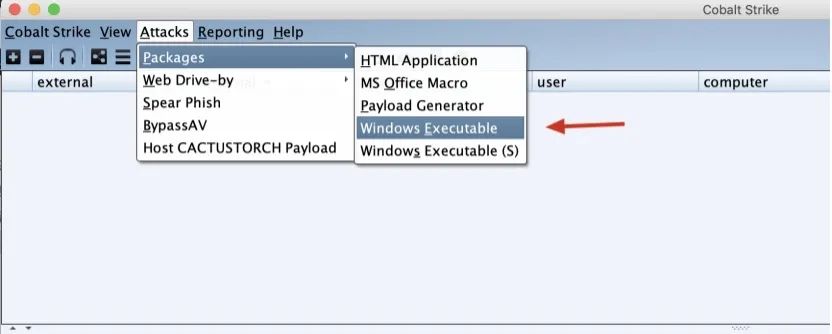 Cobalt Strike
Cobalt Strike View Attacks Reporting Help
Packages
Web Drive-by
Spear Phish
BypassAV
Host CACTUSTORCH Payload
HTML Application
MS Office Macro
Payload Generator
Windows Executable
Windows Executable (S)
external
user
computer